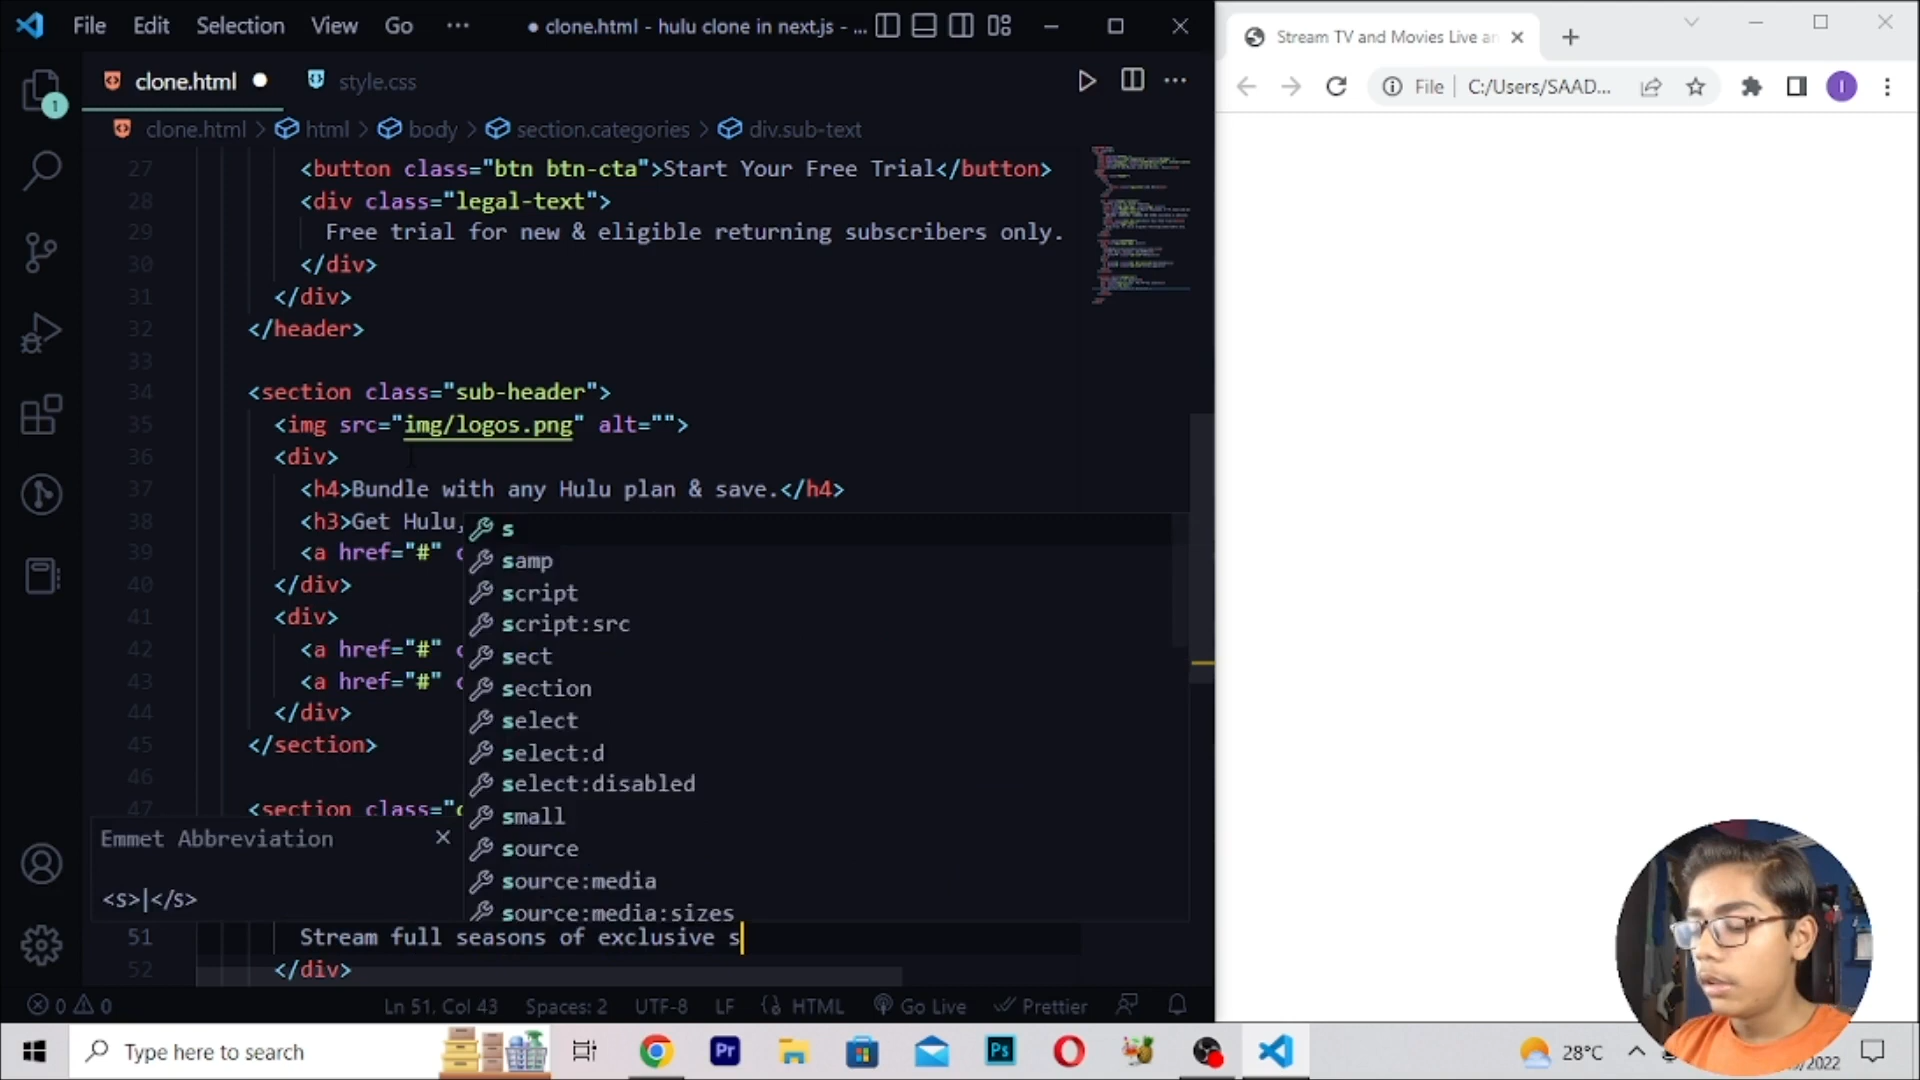 File Edit Selection View Go ··· ● clone.html - hulu clone in next.js - ...
clone.html ● style.css
clone.html > html > body > section.categories > div.sub-text
27 <button class="btn btn-cta">Start Your Free Trial</button>
28 <div class="legal-text">
29 Free trial for new & eligible returning subscribers only.
30 </div>
31 </div>
32 </header>
33
34 <section class="sub-header">
35 <img src="img/logos.png" alt="">
36 <div>
37 <h4>Bundle with any Hulu plan & save.</h4>
38 <h3>Get Hulu,
39 <a href="#" c
40 </div>
41 <div>
42 <a href="#" c
43 <a href="#" c
44 </div>
45 </section>
46
47 <section class="c
51 Stream full seasons of exclusive s
52 </div>
s
samp
script
script:src
sect
section
select
select:d
select:disabled
small
source
source:media
source:media:sizes
Emmet Abbreviation
<s>|</s>
1
0 0 Ln 51, Col 43 Spaces: 2 UTF-8 LF HTML Go Live Prettier
Stream TV and Movies Live an
File C:/Users/SAAD... I
Type here to search
Pr
Ps
28°C
2022